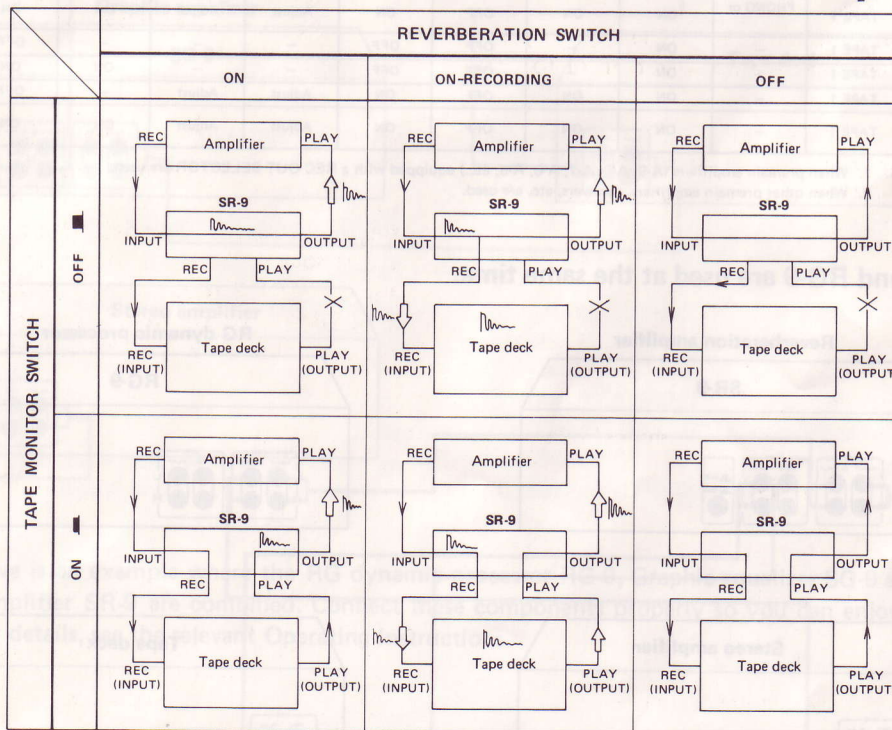 REVERBERATION SWITCH
ON ON-RECORDING OFF
TAPE MONITOR SWITCH
OFF
REC Amplifier PLAY
SR-9
INPUT OUTPUT
REC PLAY
Tape deck
REC (INPUT)
PLAY (OUTPUT)
REC Amplifier PLAY
SR-9
INPUT OUTPUT
REC PLAY
Tape deck
REC (INPUT)
PLAY (OUTPUT)
REC Amplifier PLAY
SR-9
INPUT OUTPUT
REC PLAY
Tape deck
REC (INPUT)
PLAY (OUTPUT)
ON
REC Amplifier PLAY
SR-9
INPUT OUTPUT
REC PLAY
Tape deck
REC (INPUT)
PLAY (OUTPUT)
REC Amplifier PLAY
SR-9
INPUT OUTPUT
REC PLAY
Tape deck
REC (INPUT)
PLAY (OUTPUT)
REC Amplifier PLAY
SR-9
INPUT OUTPUT
REC PLAY
Tape deck
REC (INPUT)
PLAY (OUTPUT)